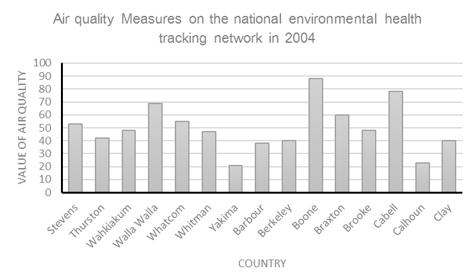 Air quality Measures on the national environmental health
tracking network in 2004
VALUE OF AIR QUALITY
100
90
80
70
60
50
40
30
20
10
0
Stevens
Thurston
Wahkiakum
Walla Walla
Whatcom
Whitman
Yakima
Barbour
Berkeley
Boone
Braxton
Brooke
Cabell
Calhoun
Clay
COUNTRY